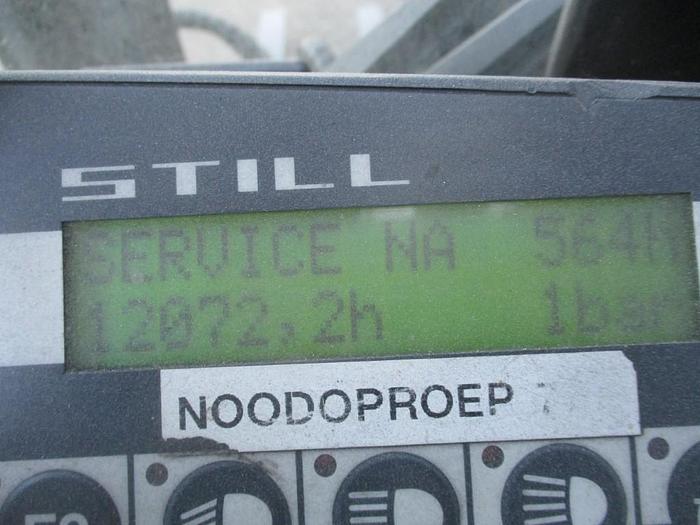 STILL
SERVICE NA 564h
12072,2h 1bar
NOODOPROEP